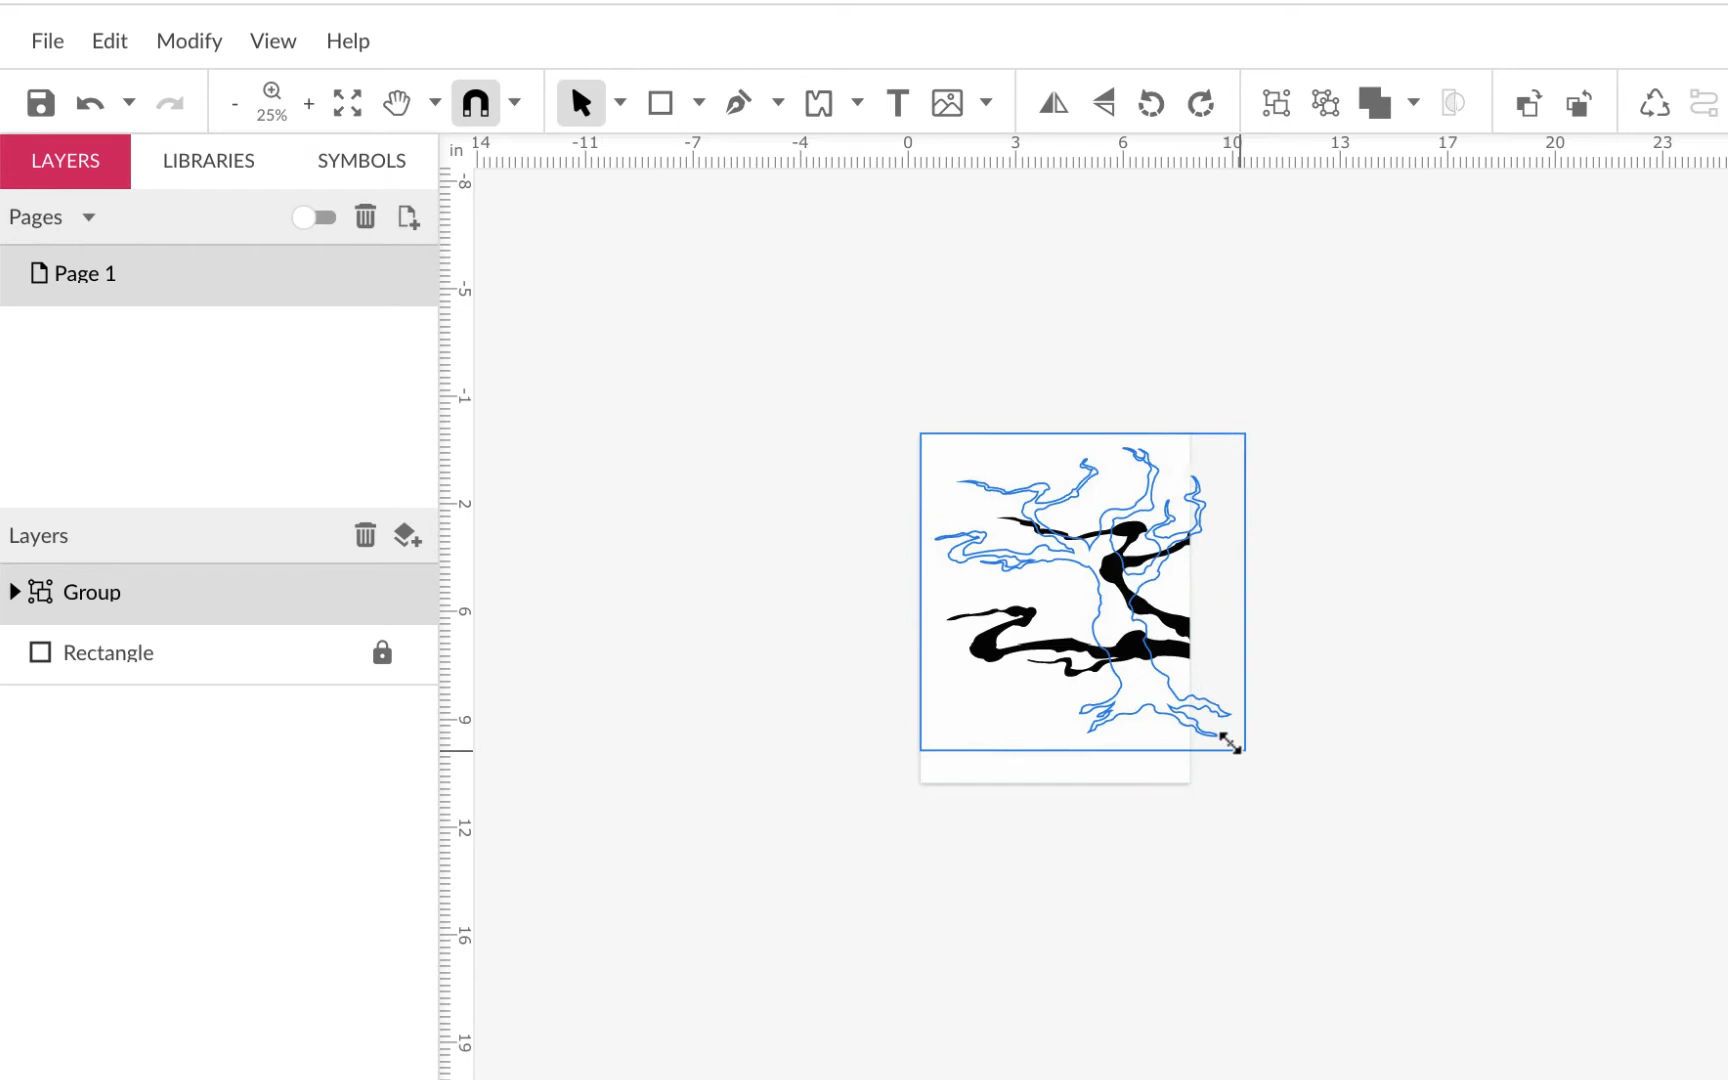 File Edit Modify View Help
- 25% + T
LAYERS LIBRARIES SYMBOLS
in 14 -11 -7 -4 0 3 6 10 13 17 20 23
Pages
Page 1
Layers
Group
Rectangle
-8
-5
-1
2
6
9
12
16
19